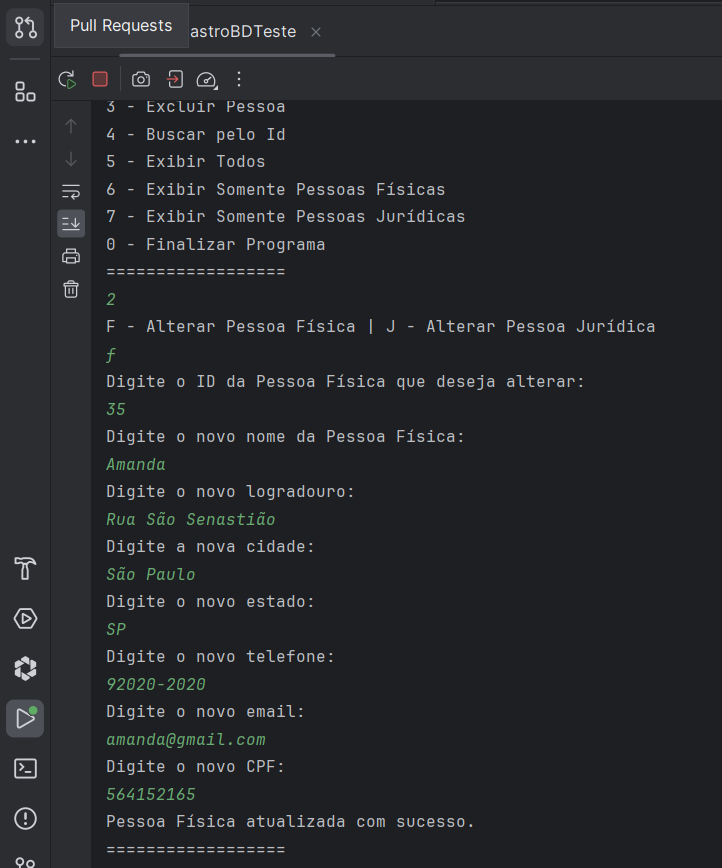 Pull Requests
astroBDTeste
3 - Excluir Pessoa
4 - Buscar pelo Id
5 - Exibir Todos
6 - Exibir Somente Pessoas Físicas
7 - Exibir Somente Pessoas Jurídicas
0 - Finalizar Programa
==================
2
F - Alterar Pessoa Física | J - Alterar Pessoa Jurídica
f
Digite o ID da Pessoa Física que deseja alterar:
35
Digite o novo nome da Pessoa Física:
Amanda
Digite o novo logradouro:
Rua São Senastião
Digite a nova cidade:
São Paulo
Digite o novo estado:
SP
Digite o novo telefone:
92020-2020
Digite o novo email:
amanda@gmail.com
Digite o novo CPF:
564152165
Pessoa Física atualizada com sucesso.
==================